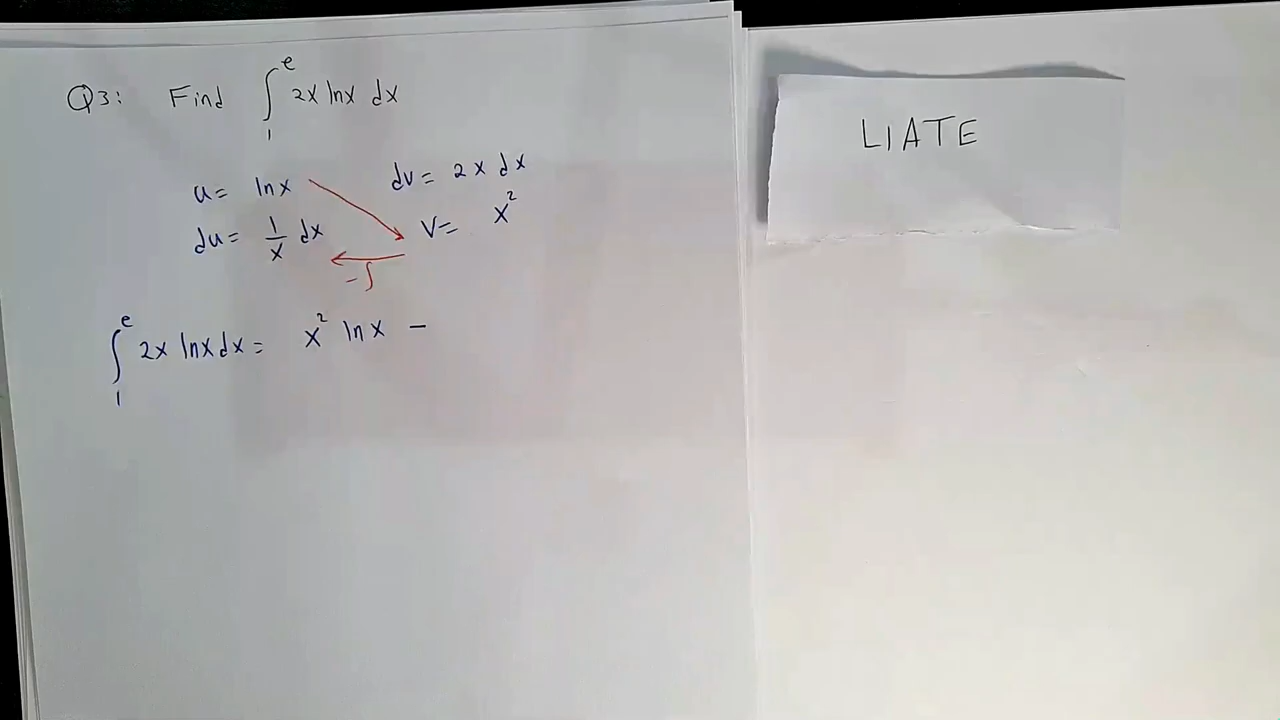 Q3: Find ∫₁ᵉ 2x lnx dx
u = lnx dv = 2x dx
du = 1/x dx v = x²
-∫
∫₁ᵉ 2x lnx dx = x² lnx −
LIATE